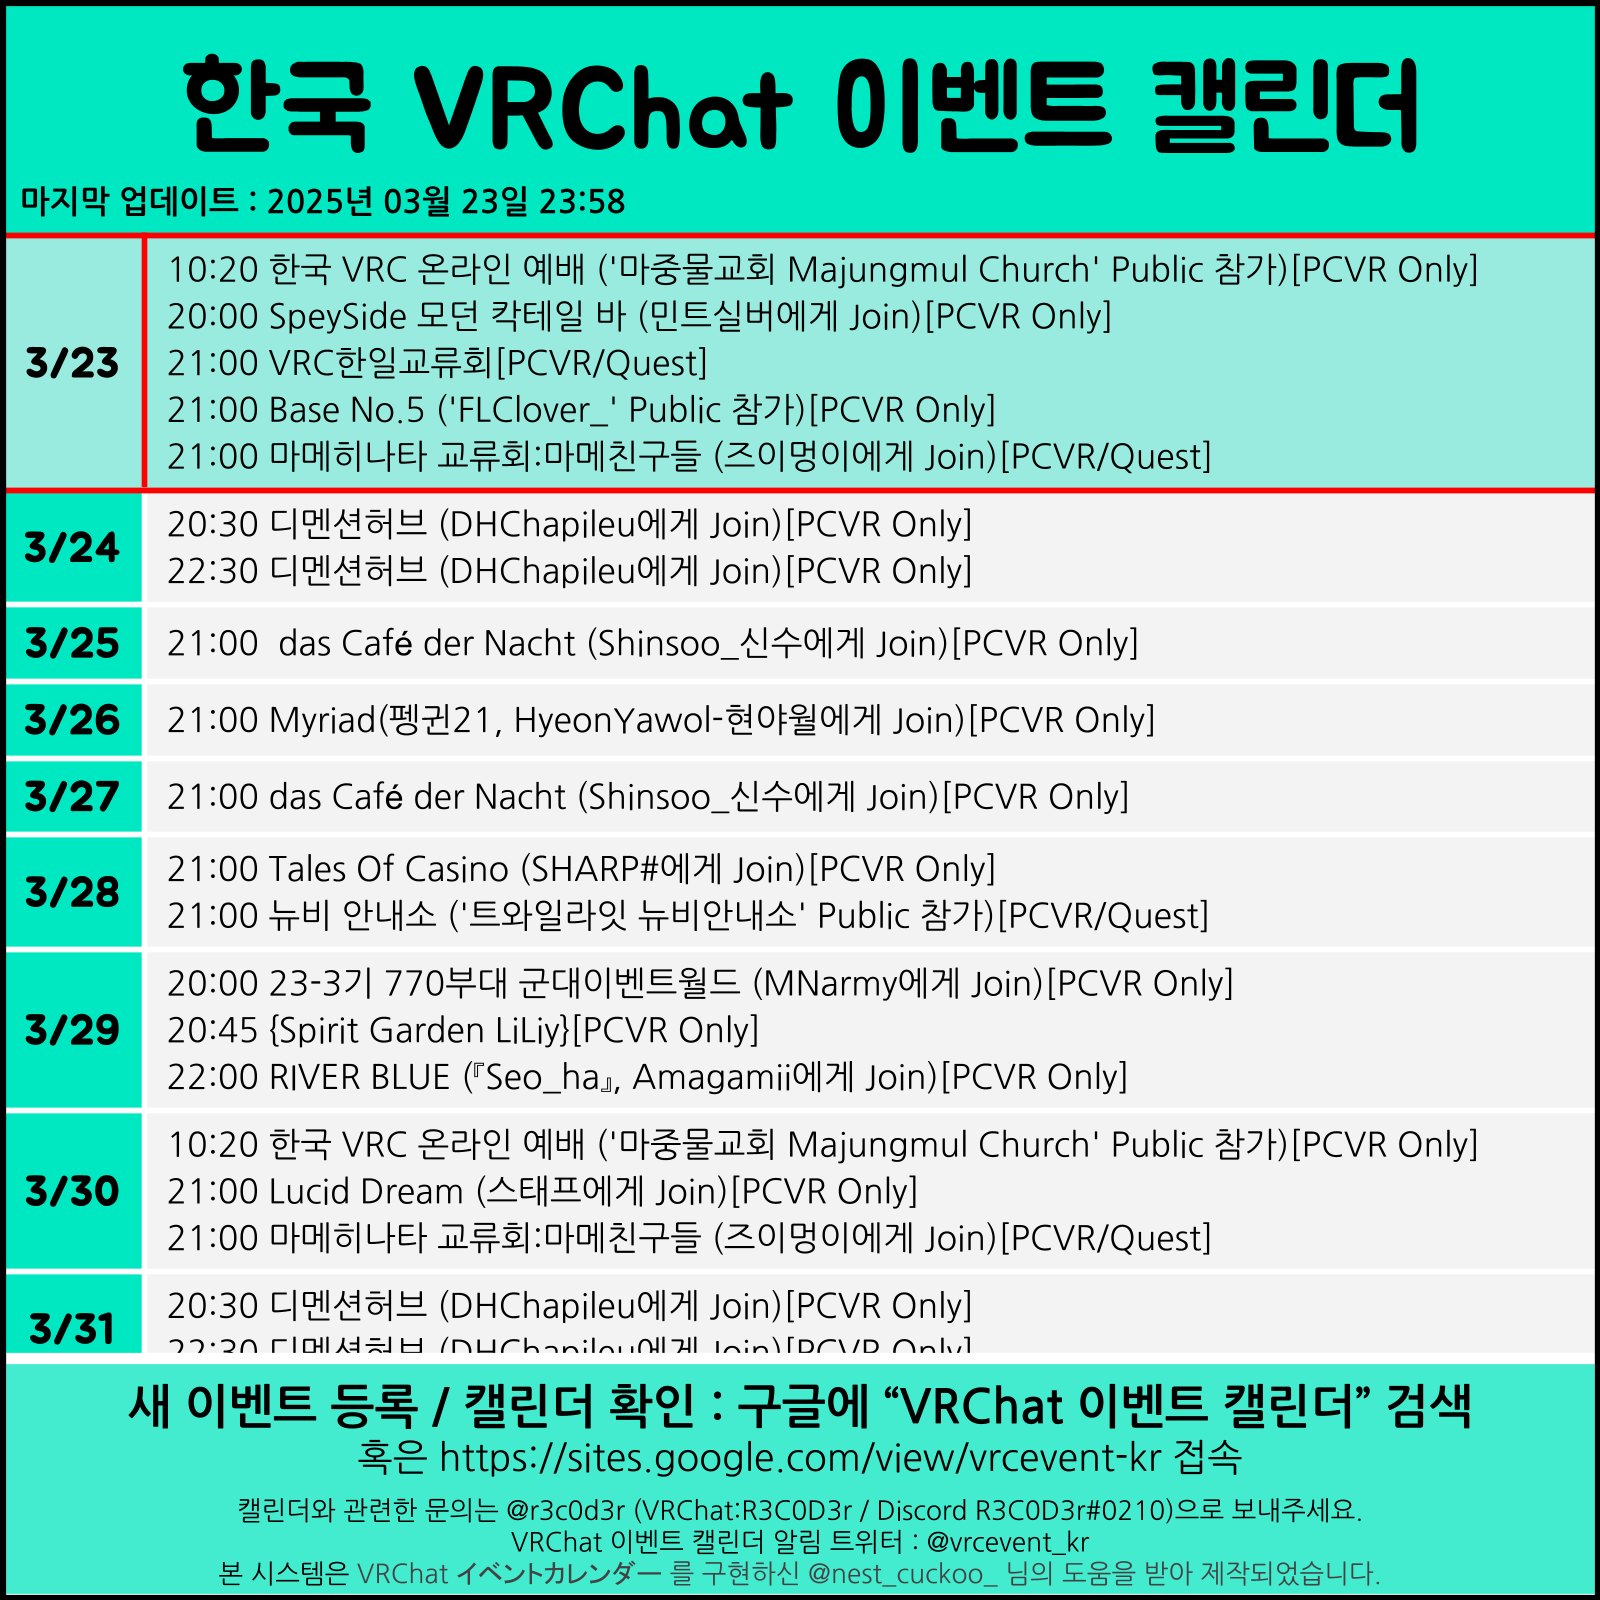 한국 VRChat 이벤트 캘린더
마지막 업데이트 : 2025년 03월 23일 23:58
3/23
10:20 한국 VRC 온라인 예배 ('마중물교회 Majungmul Church' Public 참가)[PCVR Only]
20:00 SpeySide 모던 칵테일 바 (민트실버에게 Join)[PCVR Only]
21:00 VRC한일교류회[PCVR/Quest]
21:00 Base No.5 ('FLClover_' Public 참가)[PCVR Only]
21:00 마메히나타 교류회:마메친구들 (즈이멍이에게 Join)[PCVR/Quest]
3/24
20:30 디멘션허브 (DHChapileu에게 Join)[PCVR Only]
22:30 디멘션허브 (DHChapileu에게 Join)[PCVR Only]
3/25
21:00  das Café der Nacht (Shinsoo_신수에게 Join)[PCVR Only]
3/26
21:00 Myriad(펭귄21, HyeonYawol-현야월에게 Join)[PCVR Only]
3/27
21:00 das Café der Nacht (Shinsoo_신수에게 Join)[PCVR Only]
3/28
21:00 Tales Of Casino (SHARP#에게 Join)[PCVR Only]
21:00 뉴비 안내소 ('트와일라잇 뉴비안내소' Public 참가)[PCVR/Quest]
3/29
20:00 23-3기 770부대 군대이벤트월드 (MNarmy에게 Join)[PCVR Only]
20:45 {Spirit Garden LiLiy}[PCVR Only]
22:00 RIVER BLUE (『Seo_ha』, Amagamii에게 Join)[PCVR Only]
3/30
10:20 한국 VRC 온라인 예배 ('마중물교회 Majungmul Church' Public 참가)[PCVR Only]
21:00 Lucid Dream (스태프에게 Join)[PCVR Only]
21:00 마메히나타 교류회:마메친구들 (즈이멍이에게 Join)[PCVR/Quest]
3/31
20:30 디멘션허브 (DHChapileu에게 Join)[PCVR Only]
22:30 디멘션허브 (DHChapileu에게 Join)[PCVR Only]
새 이벤트 등록 / 캘린더 확인 : 구글에 “VRChat 이벤트 캘린더” 검색
혹은 https://sites.google.com/view/vrcevent-kr 접속
캘린더와 관련한 문의는 @r3c0d3r (VRChat:R3C0D3r / Discord R3C0D3r#0210)으로 보내주세요.
VRChat 이벤트 캘린더 알림 트위터 : @vrcevent_kr
본 시스템은 VRChat イベントカレンダー 를 구현하신 @nest_cuckoo_ 님의 도움을 받아 제작되었습니다.